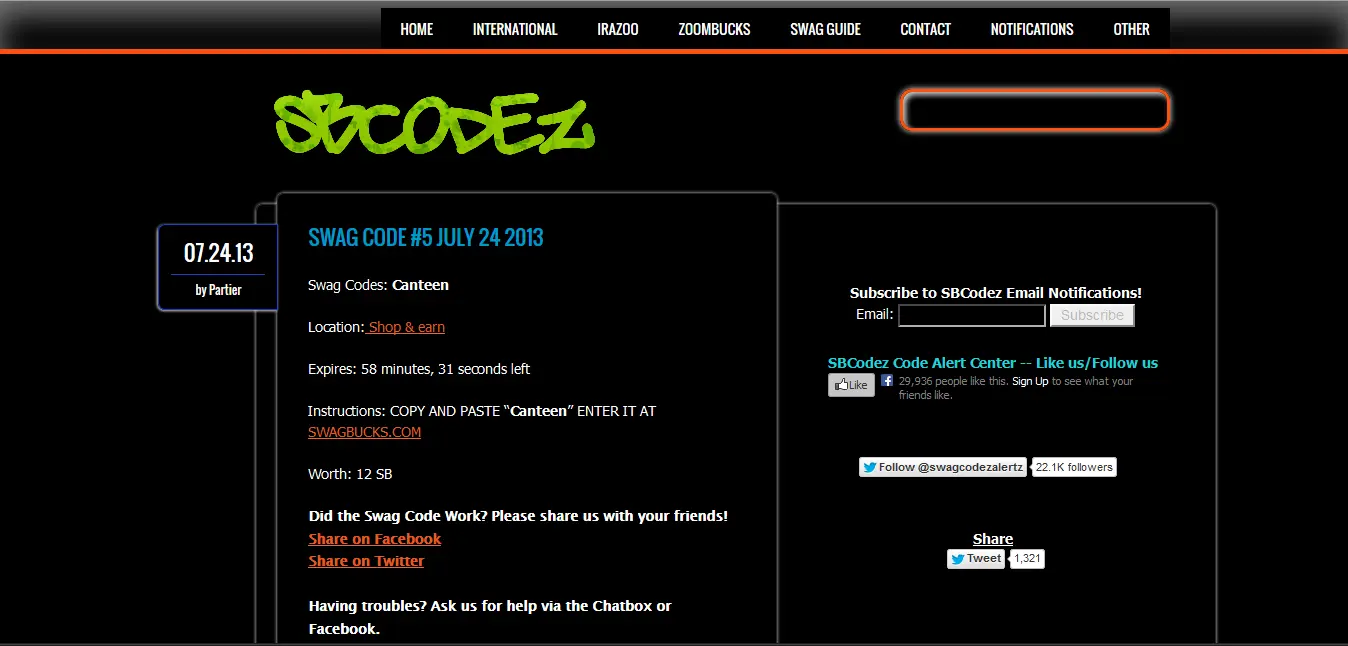 HOME INTERNATIONAL IRAZOO ZOOMBUCKS SWAG GUIDE CONTACT NOTIFICATIONS OTHER
SBCODEZ
07.24.13
by Partier
SWAG CODE #5 JULY 24 2013
Swag Codes: Canteen
Location: Shop & earn
Expires: 58 minutes, 31 seconds left
Instructions: COPY AND PASTE “Canteen” ENTER IT AT
SWAGBUCKS.COM
Worth: 12 SB
Did the Swag Code Work? Please share us with your friends!
Share on Facebook
Share on Twitter
Having troubles? Ask us for help via the Chatbox or
Facebook.
Subscribe to SBCodez Email Notifications!
Email: Subscribe
SBCodez Code Alert Center -- Like us/Follow us
Like 29,936 people like this. Sign Up to see what your
friends like.
Follow @swagcodezalertz 22.1K followers
Share
Tweet 1,321